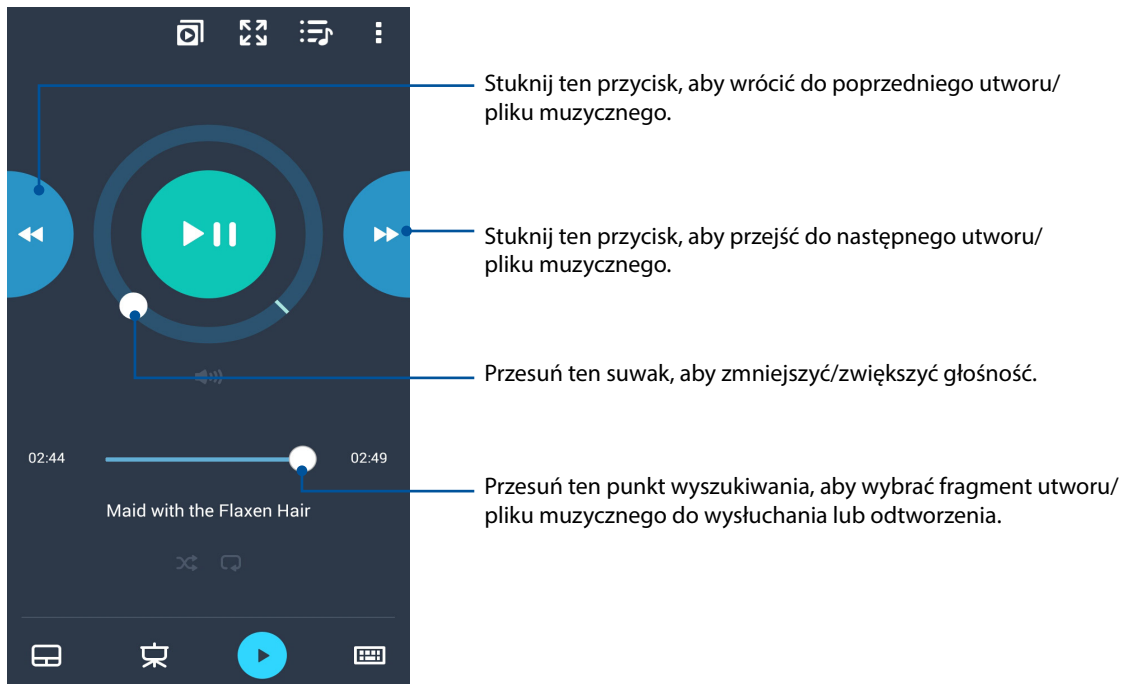 Stuknij ten przycisk, aby wrócić do poprzedniego utworu/
pliku muzycznego.
Stuknij ten przycisk, aby przejść do następnego utworu/
pliku muzycznego.
Przesuń ten suwak, aby zmniejszyć/zwiększyć głośność.
02:44
02:49
Przesuń ten punkt wyszukiwania, aby wybrać fragment utworu/
pliku muzycznego do wysłuchania lub odtworzenia.
Maid with the Flaxen Hair